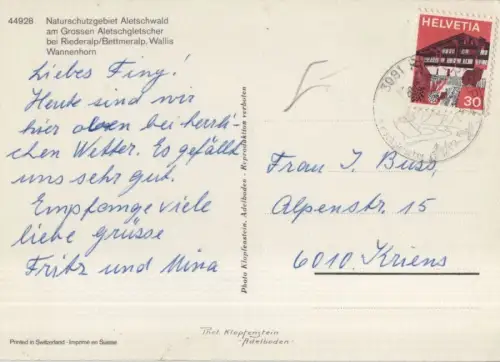 44928 Naturschutzgebiet Aletschwald
am Grossen Aletschgletscher
bei Riederalp/Bettmeralp, Wallis
Wannenhorn
Liebes Finy!
Heute sind wir
hier oben bei herrli-
chen Wetter. Es gefällt
uns sehr gut.
Empfange viele
liebe grüsse
Fritz und Mina
Printed in Switzerland - Imprimé en Suisse
Photo Klopfenstein, Adelboden - Reproduktion verboten
HELVETIA
30
Frau J. Buss,
Alpenstr. 15
6010 Kriens
Phot. Klopfenstein
-Adelboden-